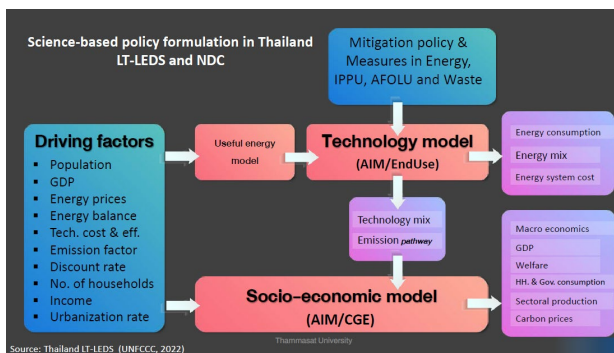 Science-based policy formulation in Thailand
LT-LEDS and NDC
Mitigation policy &
Measures in Energy,
IPPU, AFOLU and Waste
Driving factors
▪ Population
▪ GDP
▪ Energy prices
▪ Energy balance
▪ Tech. cost & eff.
▪ Emission factor
▪ Discount rate
▪ No. of households
▪ Income
▪ Urbanization rate
Useful energy
model
Technology model
(AIM/EndUse)
Energy consumption
Energy mix
Energy system cost
Technology mix
Emission pathway
Socio-economic model
(AIM/CGE)
Macro economics
GDP
Welfare
HH. & Gov. consumption
Sectoral production
Carbon prices
Thammasat University
Source: Thailand LT-LEDS (UNFCCC, 2022)